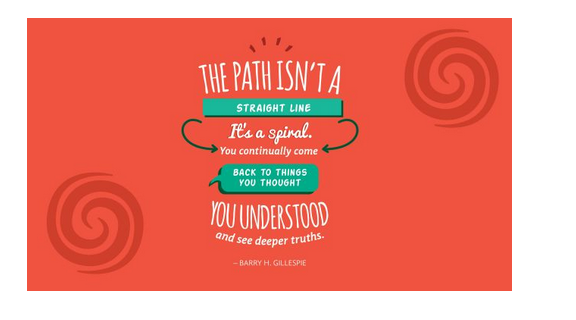 THE PATH ISN'T A
STRAIGHT LINE
It's a spiral.
You continually come
BACK TO THINGS
YOU THOUGHT
YOU UNDERSTOOD
and see deeper truths.
– BARRY H. GILLESPIE